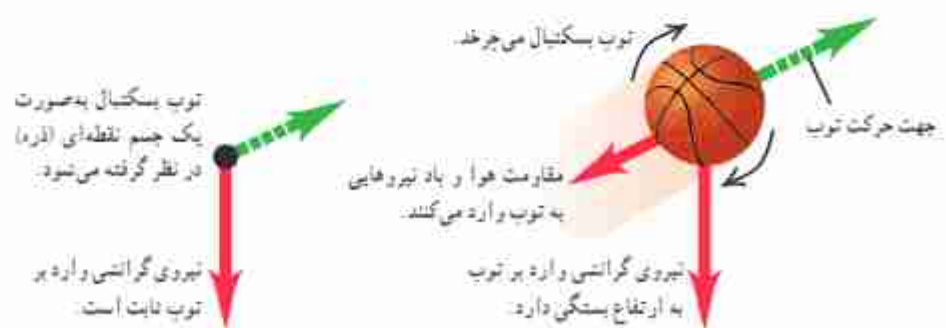 توپ بسکتبال می‌چرخد.
جهت حرکت توپ
مقاومت هوا و باد نیروهایی
به توپ وارد می‌کنند.
نیروی گرانشی وارد بر توپ
به ارتفاع بستگی دارد.
توپ بسکتبال به‌صورت
یک جسم نقطه‌ای (ذره)
در نظر گرفته می‌شود.
نیروی گرانشی وارد بر
توپ ثابت است.